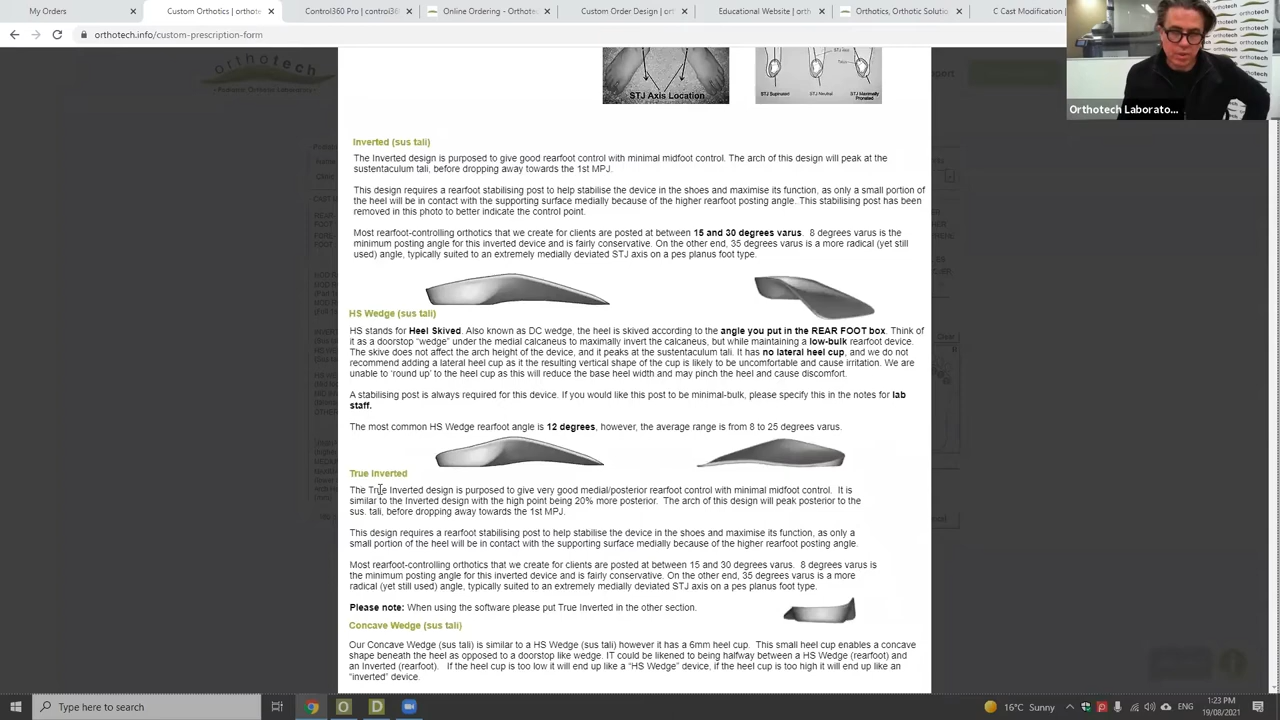 My Orders
Custom Orthotics | orthotech
Control360 Pro | control36
Online Ordering - Orthote
Custom Order Design | ort
Educational Website | orth
Orthotics, Orthotic Solutio
C Cast Modification |
orthotech.info/custom-prescription-form
orthotech
STJ Axis Location
STJ Supinated
STJ Neutral
STJ Maximally Pronated
Orthotech Laborato...
Inverted (sus tali)
The Inverted design is purposed to give good rearfoot control with minimal midfoot control. The arch of this design will peak at the
sustentaculum tali, before dropping away towards the 1st MPJ.
This design requires a rearfoot stabilising post to help stabilise the device in the shoes and maximise its function, as only a small portion of
the heel will be in contact with the supporting surface medially because of the higher rearfoot posting angle. This stabilising post has been
removed in this photo to better indicate the control point.
Most rearfoot-controlling orthotics that we create for clients are posted at between 15 and 30 degrees varus. 8 degrees varus is the
minimum posting angle for this inverted device and is fairly conservative. On the other end, 35 degrees varus is a more radical (yet still
used) angle, typically suited to an extremely medially deviated STJ axis on a pes planus foot type.
HS Wedge (sus tali)
HS stands for Heel Skived. Also known as DC wedge, the heel is skived according to the angle you put in the REAR FOOT box. Think of
it as a doorstop “wedge” under the medial calcaneus to maximally invert the calcaneus, but while maintaining a low-bulk rearfoot device.
The skive does not affect the arch height of the device, and it peaks at the sustentaculum tali. It has no lateral heel cup, and we do not
recommend adding a lateral heel cup as it the resulting vertical shape of the cup is likely to be uncomfortable and cause irritation. We are
unable to ‘round up’ to the heel cup as this will reduce the base heel width and may pinch the heel and cause discomfort.
A stabilising post is always required for this device. If you would like this post to be minimal-bulk, please specify this in the notes for lab
staff.
The most common HS Wedge rearfoot angle is 12 degrees, however, the average range is from 8 to 25 degrees varus.
True Inverted
The True Inverted design is purposed to give very good medial/posterior rearfoot control with minimal midfoot control. It is
similar to the Inverted design with the high point being 20% more posterior. The arch of this design will peak posterior to the
sus. tali, before dropping away towards the 1st MPJ.
This design requires a rearfoot stabilising post to help stabilise the device in the shoes and maximise its function, as only a
small portion of the heel will be in contact with the supporting surface medially because of the higher rearfoot posting angle.
Most rearfoot-controlling orthotics that we create for clients are posted at between 15 and 30 degrees varus. 8 degrees varus is
the minimum posting angle for this inverted device and is fairly conservative. On the other end, 35 degrees varus is a more
radical (yet still used) angle, typically suited to an extremely medially deviated STJ axis on a pes planus foot type.
Please note: When using the software please put True Inverted in the other section.
Concave Wedge (sus tali)
Our Concave Wedge (sus tali) is similar to a HS Wedge (sus tali) however it has a 6mm heel cup. This small heel cup enables a concave
shape beneath the heel as opposed to a doorstop like wedge. IT could be likened to being halfway between a HS Wedge (rearfoot) and
an Inverted (rearfoot). If the heel cup is too low it will end up like a “HS Wedge” device, if the heel cup is too high it will end up like an
“inverted” device.
Type here to search
16°C Sunny
ENG
1:23 PM
19/08/2021